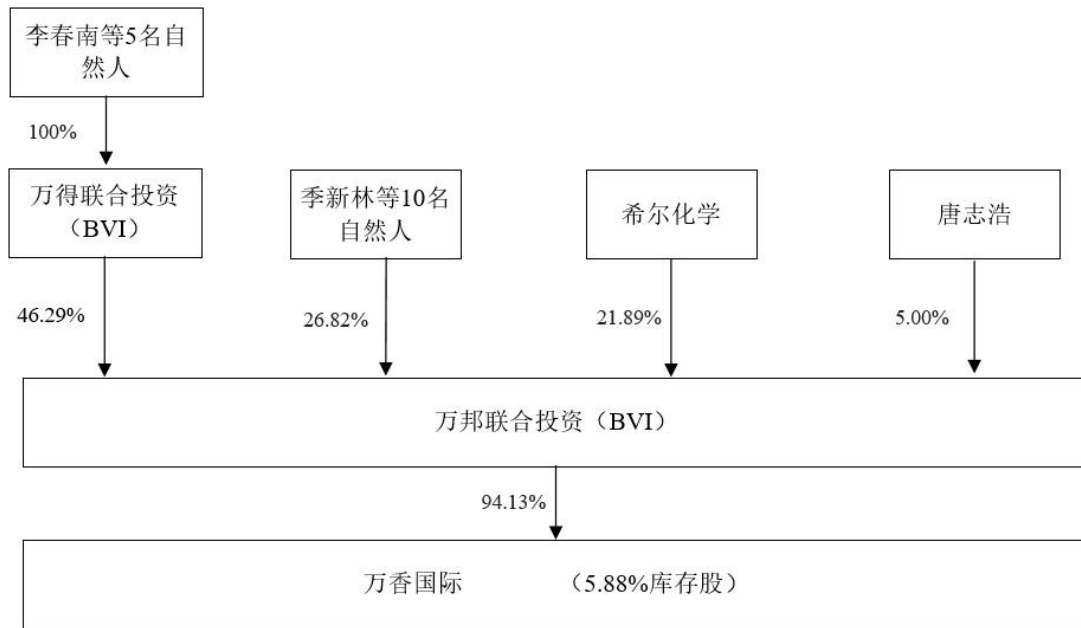 李春南等5名自
然人
100%
万得联合投资
（BVI）
季新林等10名
自然人
希尔化学
唐志浩
46.29%
26.82%
21.89%
5.00%
万邦联合投资（BVI）
94.13%
万香国际 （5.88%库存股）